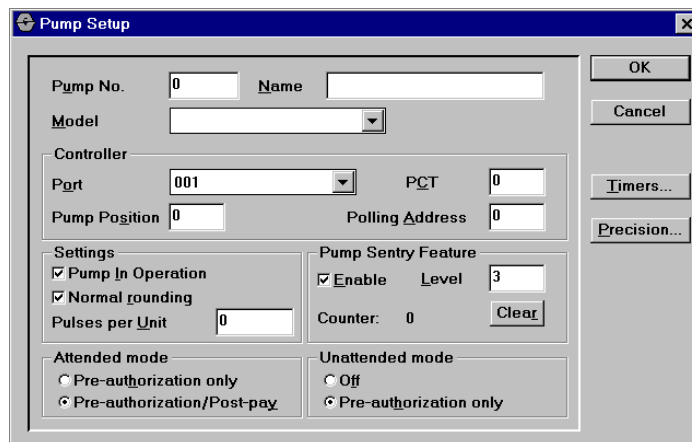 Pump Setup
Pump No. 0 Name
Model
Controller
Port 001 PCT 0
Pump Position 0 Polling Address 0
Settings
Pump In Operation
Normal rounding
Pulses per Unit 0
Pump Sentry Feature
Enable Level 3
Counter: 0 Clear
Attended mode
Pre-authorization only
Pre-authorization/Post-pay
Unattended mode
Off
Pre-authorization only
OK
Cancel
Timers...
Precision...